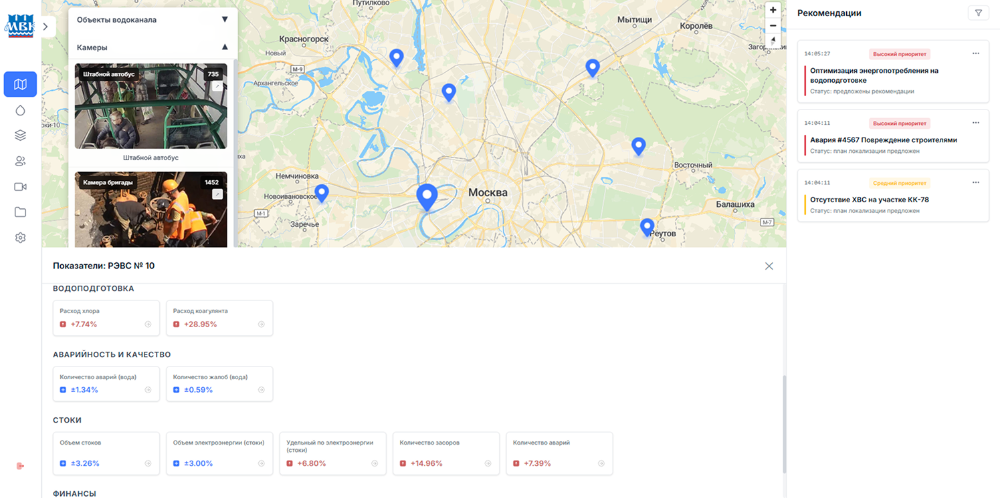 МВК
Объекты водоканала
Камеры
Штабной автобус
735
Штабной автобус
Камера бригады
1452
Путилково
Мытищи
Королёв
Красногорск
Новый
М-9
Архангельское
Немчиновка
Новоивановское
М-1
Заречье
Москва
Восточный
Балашиха
М-7
Реутов
Рекомендации
14:05:27
Высокий приоритет
Оптимизация энергопотребления на
водоподготовке
Статус: предложены рекомендации
14:04:11
Высокий приоритет
Авария #4567 Повреждение строителями
Статус: план локализации предложен
14:04:11
Средний приоритет
Отсутствие ХВС на участке КК-78
Статус: план локализации предложен
Показатели: РЭВС № 10
ВОДОПОДГОТОВКА
Расход хлора
+7.74%
Расход коагулянта
+28.95%
АВАРИЙНОСТЬ И КАЧЕСТВО
Количество аварий (вода)
±1.34%
Количество жалоб (вода)
±0.59%
СТОКИ
Объем стоков
±3.26%
Объем электроэнергии (стоки)
±3.00%
Удельный по электроэнергии
(стоки)
+6.80%
Количество засоров
+14.96%
Количество аварий
+7.39%
ФИНАНСЫ